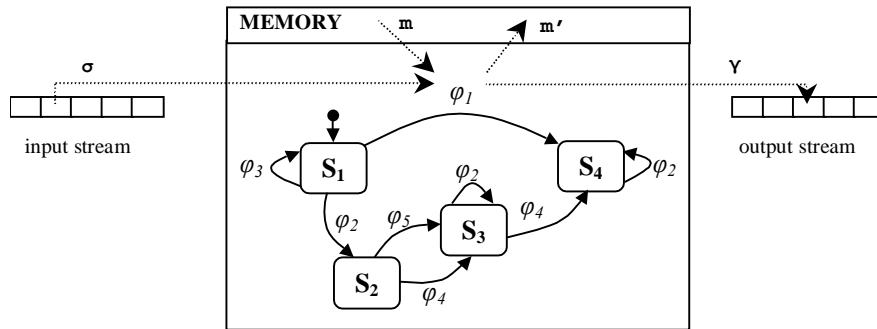 MEMORY m m′
σ γ
φ1
input stream output stream
φ3 S1 φ2 S4 φ2
φ2 φ5 S3 φ4
S2 φ4